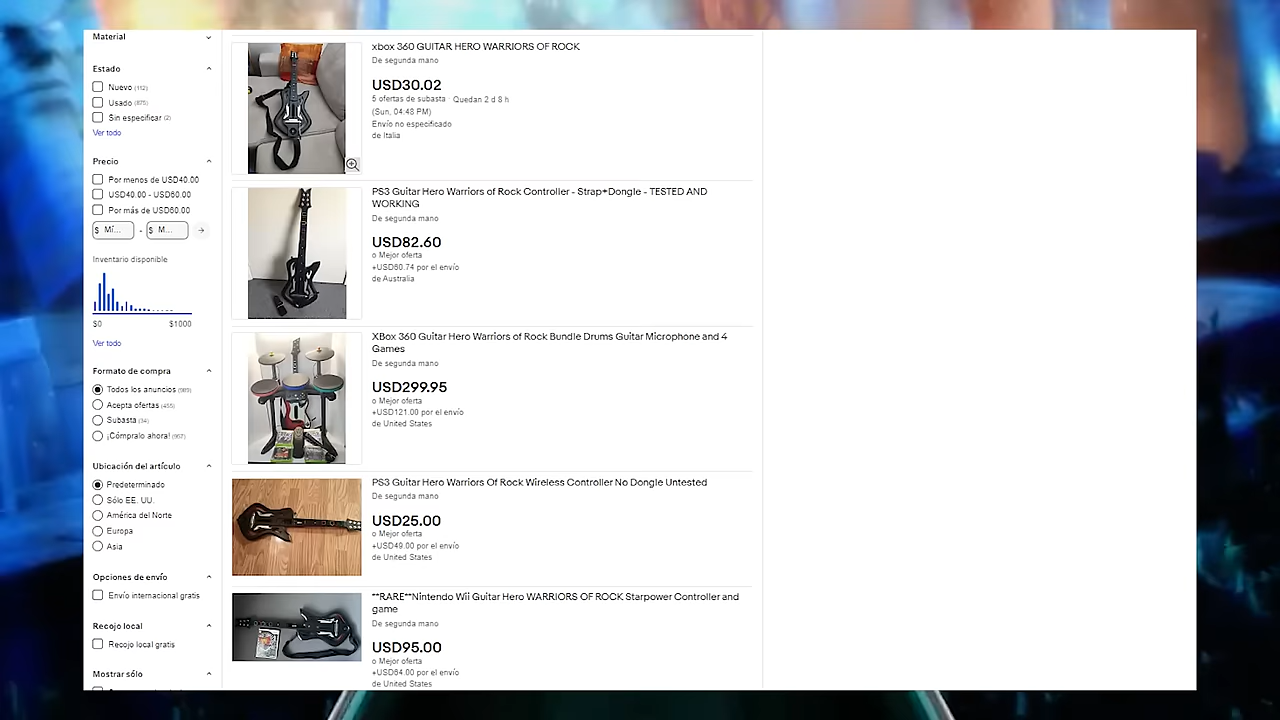 Material
Estado
Nuevo (112)
Usado (875)
Sin especificar (2)
Ver todo
Precio
Por menos de USD40.00
USD40.00 - USD60.00
Por más de USD60.00
$ Mí... - $ M...
Inventario disponible
$0 $1000
Ver todo
Formato de compra
Todos los anuncios (989)
Acepta ofertas (455)
Subasta (34)
¡Cómpralo ahora! (957)
Ubicación del artículo
Predeterminado
Sólo EE. UU.
América del Norte
Europa
Asia
Opciones de envío
Envío internacional gratis
Recojo local
Recojo local gratis
Mostrar sólo
xbox 360 GUITAR HERO WARRIORS OF ROCK
De segunda mano
USD30.02
5 ofertas de subasta · Quedan 2 d 8 h
(Sun, 04:48 PM)
Envío no especificado
de Italia
PS3 Guitar Hero Warriors of Rock Controller - Strap+Dongle - TESTED AND
WORKING
De segunda mano
USD82.60
o Mejor oferta
+USD60.74 por el envío
de Australia
XBox 360 Guitar Hero Warriors of Rock Bundle Drums Guitar Microphone and 4
Games
De segunda mano
USD299.95
o Mejor oferta
+USD121.00 por el envío
de United States
PS3 Guitar Hero Warriors Of Rock Wireless Controller No Dongle Untested
De segunda mano
USD25.00
o Mejor oferta
+USD49.00 por el envío
de United States
**RARE**Nintendo Wii Guitar Hero WARRIORS OF ROCK Starpower Controller and
game
De segunda mano
USD95.00
o Mejor oferta
+USD64.00 por el envío
de United States